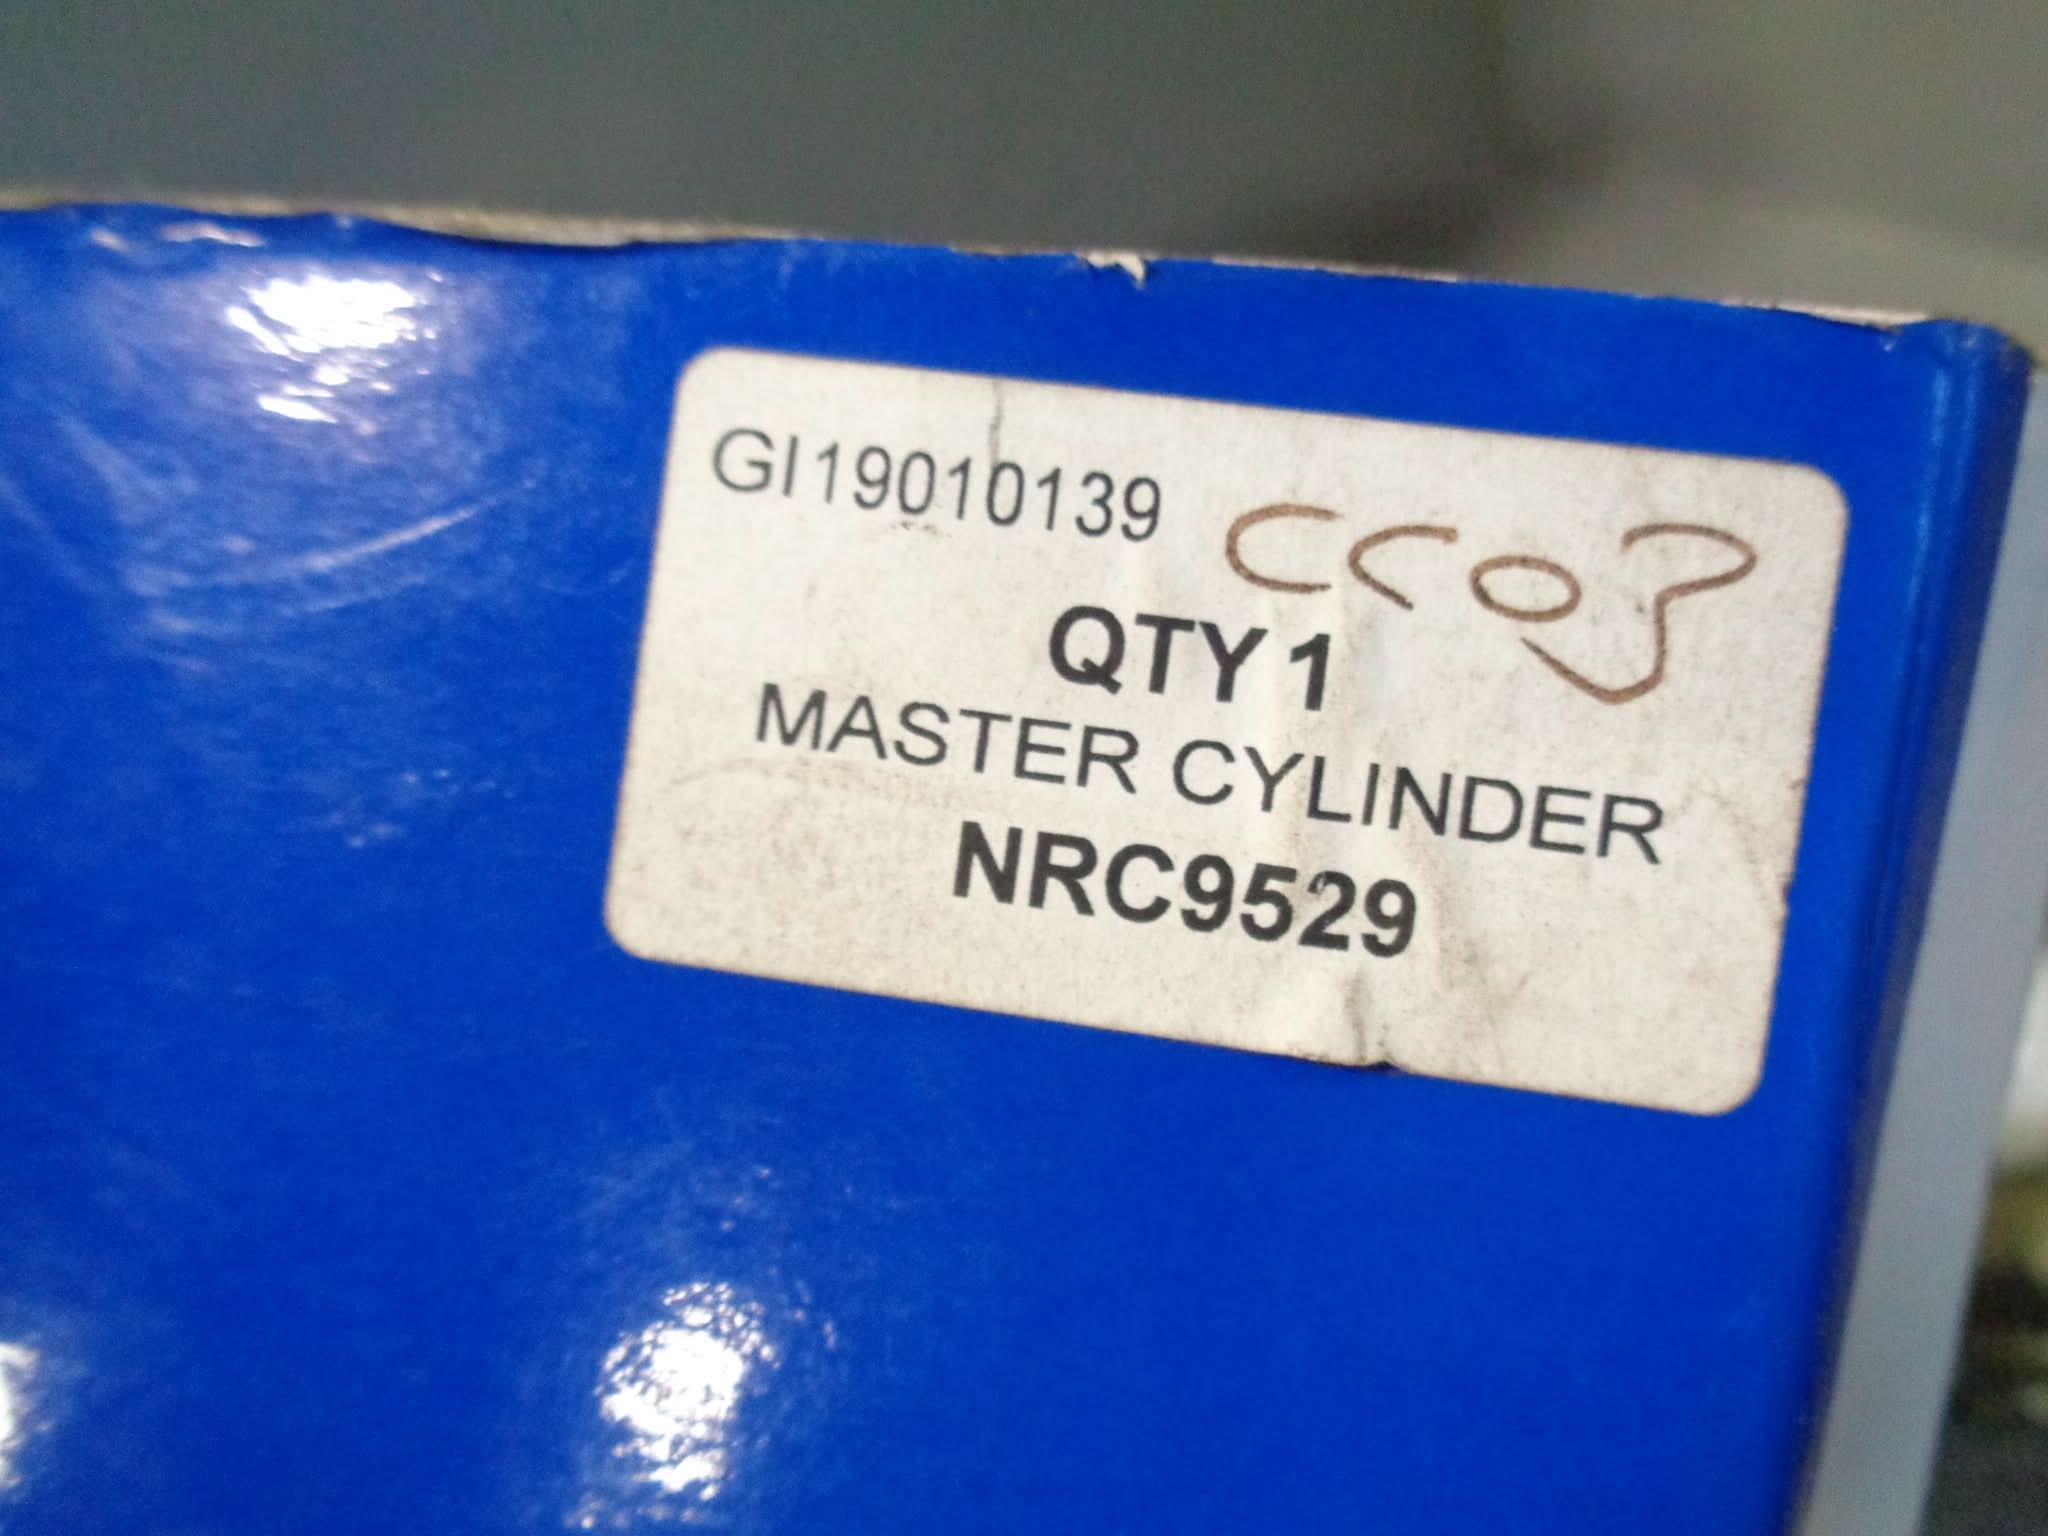 GI19010139 CC03
QTY 1
MASTER CYLINDER
NRC9529